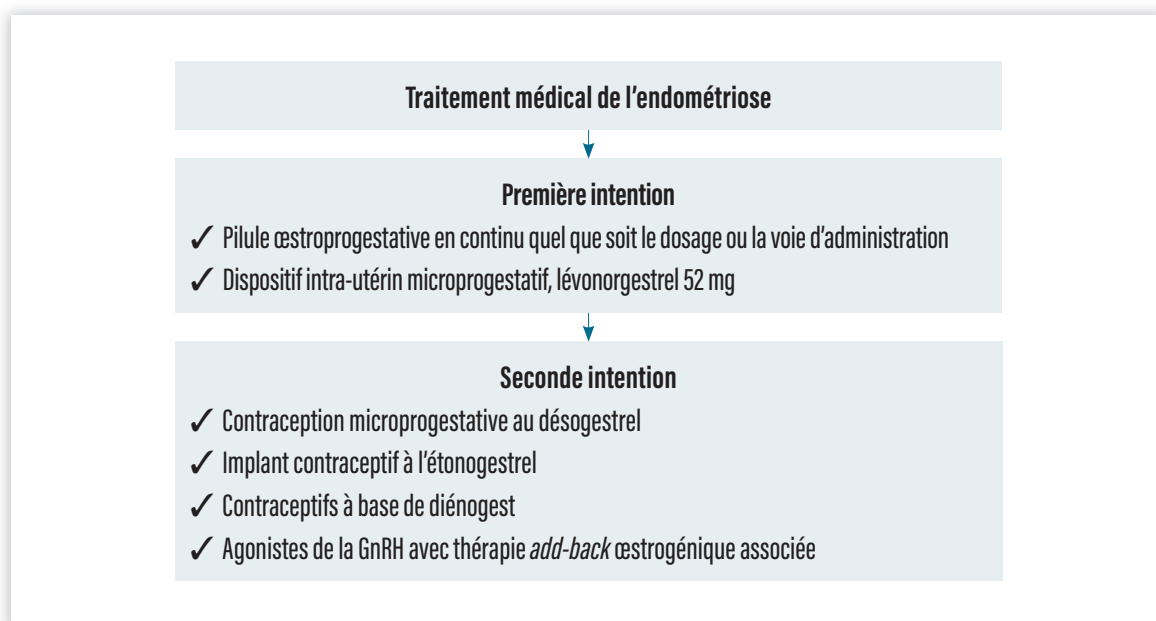 Traitement médical de l'endométriose
Première intention
✓ Pilule œstroprogestative en continu quel que soit le dosage ou la voie d'administration
✓ Dispositif intra-utérin microprogestatif, lévonorgestrel 52 mg
Seconde intention
✓ Contraception microprogestative au désogestrel
✓ Implant contraceptif à l'étonogestrel
✓ Contraceptifs à base de diénogest
✓ Agonistes de la GnRH avec thérapie add-back œstrogénique associée